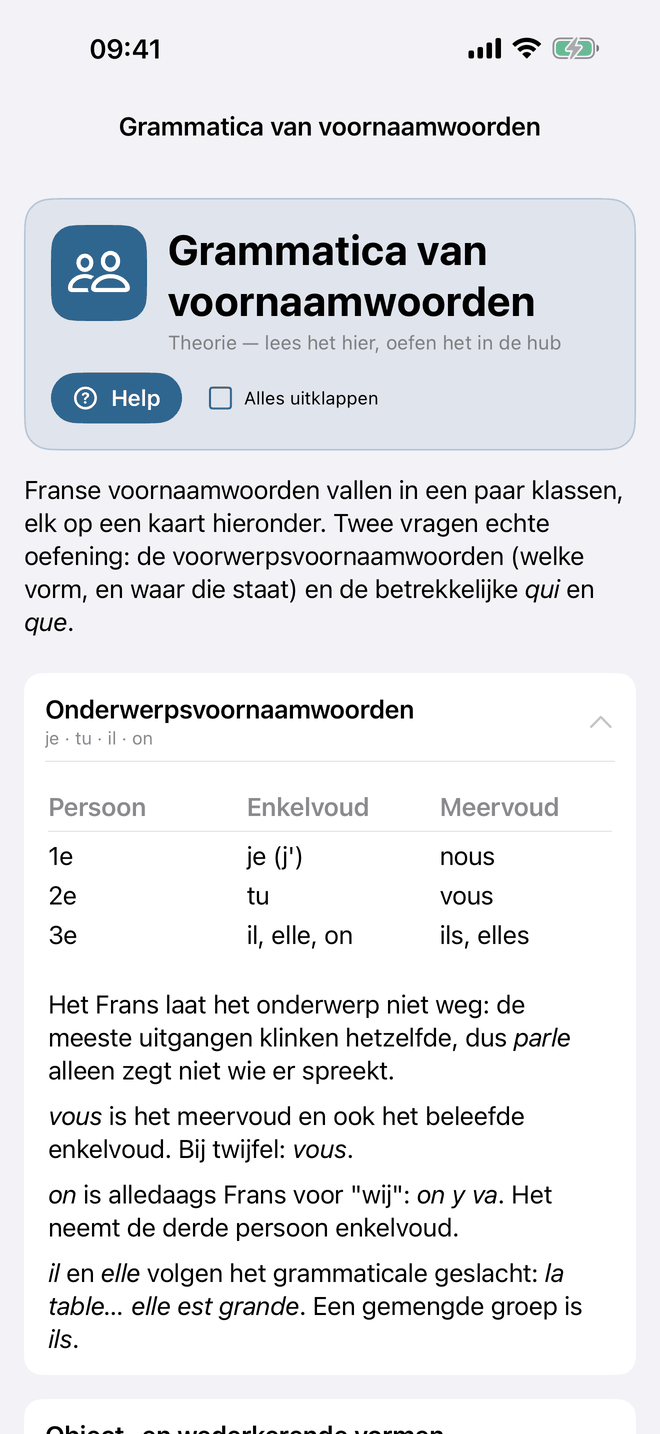 09:41
Grammatica van voornaamwoorden
Grammatica van
voornaamwoorden
Theorie — lees het hier, oefen het in de hub
Help
Alles uitklappen
Franse voornaamwoorden vallen in een paar klassen,
elk op een kaart hieronder. Twee vragen echte
oefening: de voorwerpsvoornaamwoorden (welke
vorm, en waar die staat) en de betrekkelijke qui en
que.
Onderwerpsvoornaamwoorden
je · tu · il · on
Persoon Enkelvoud Meervoud
1e je (j') nous
2e tu vous
3e il, elle, on ils, elles
Het Frans laat het onderwerp niet weg: de
meeste uitgangen klinken hetzelfde, dus parle
alleen zegt niet wie er spreekt.
vous is het meervoud en ook het beleefde
enkelvoud. Bij twijfel: vous.
on is alledaags Frans voor "wij": on y va. Het
neemt de derde persoon enkelvoud.
il en elle volgen het grammaticale geslacht: la
table... elle est grande. Een gemengde groep is
ils.
Object- en wederkerende vormen